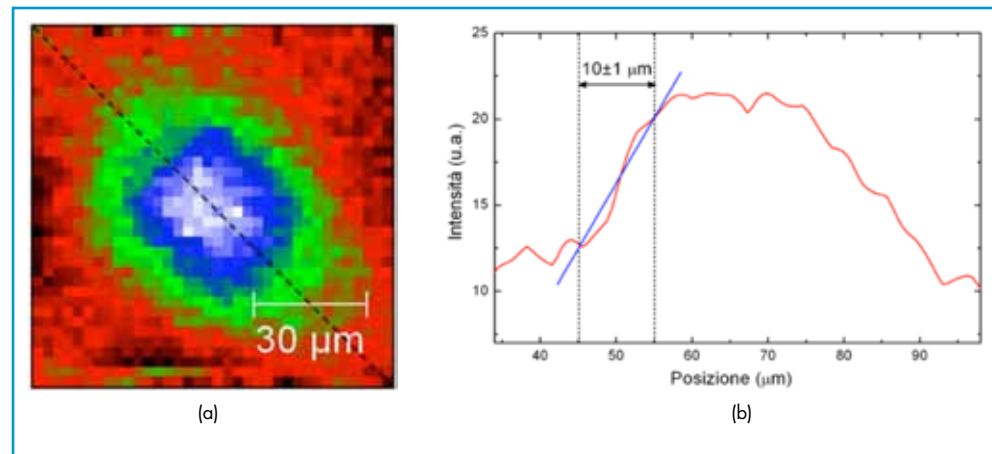 30 μm
(a)
10±1 μm
25
20
15
10
Intensità (u.a.)
40 50 60 70 80 90
Posizione (μm)
(b)